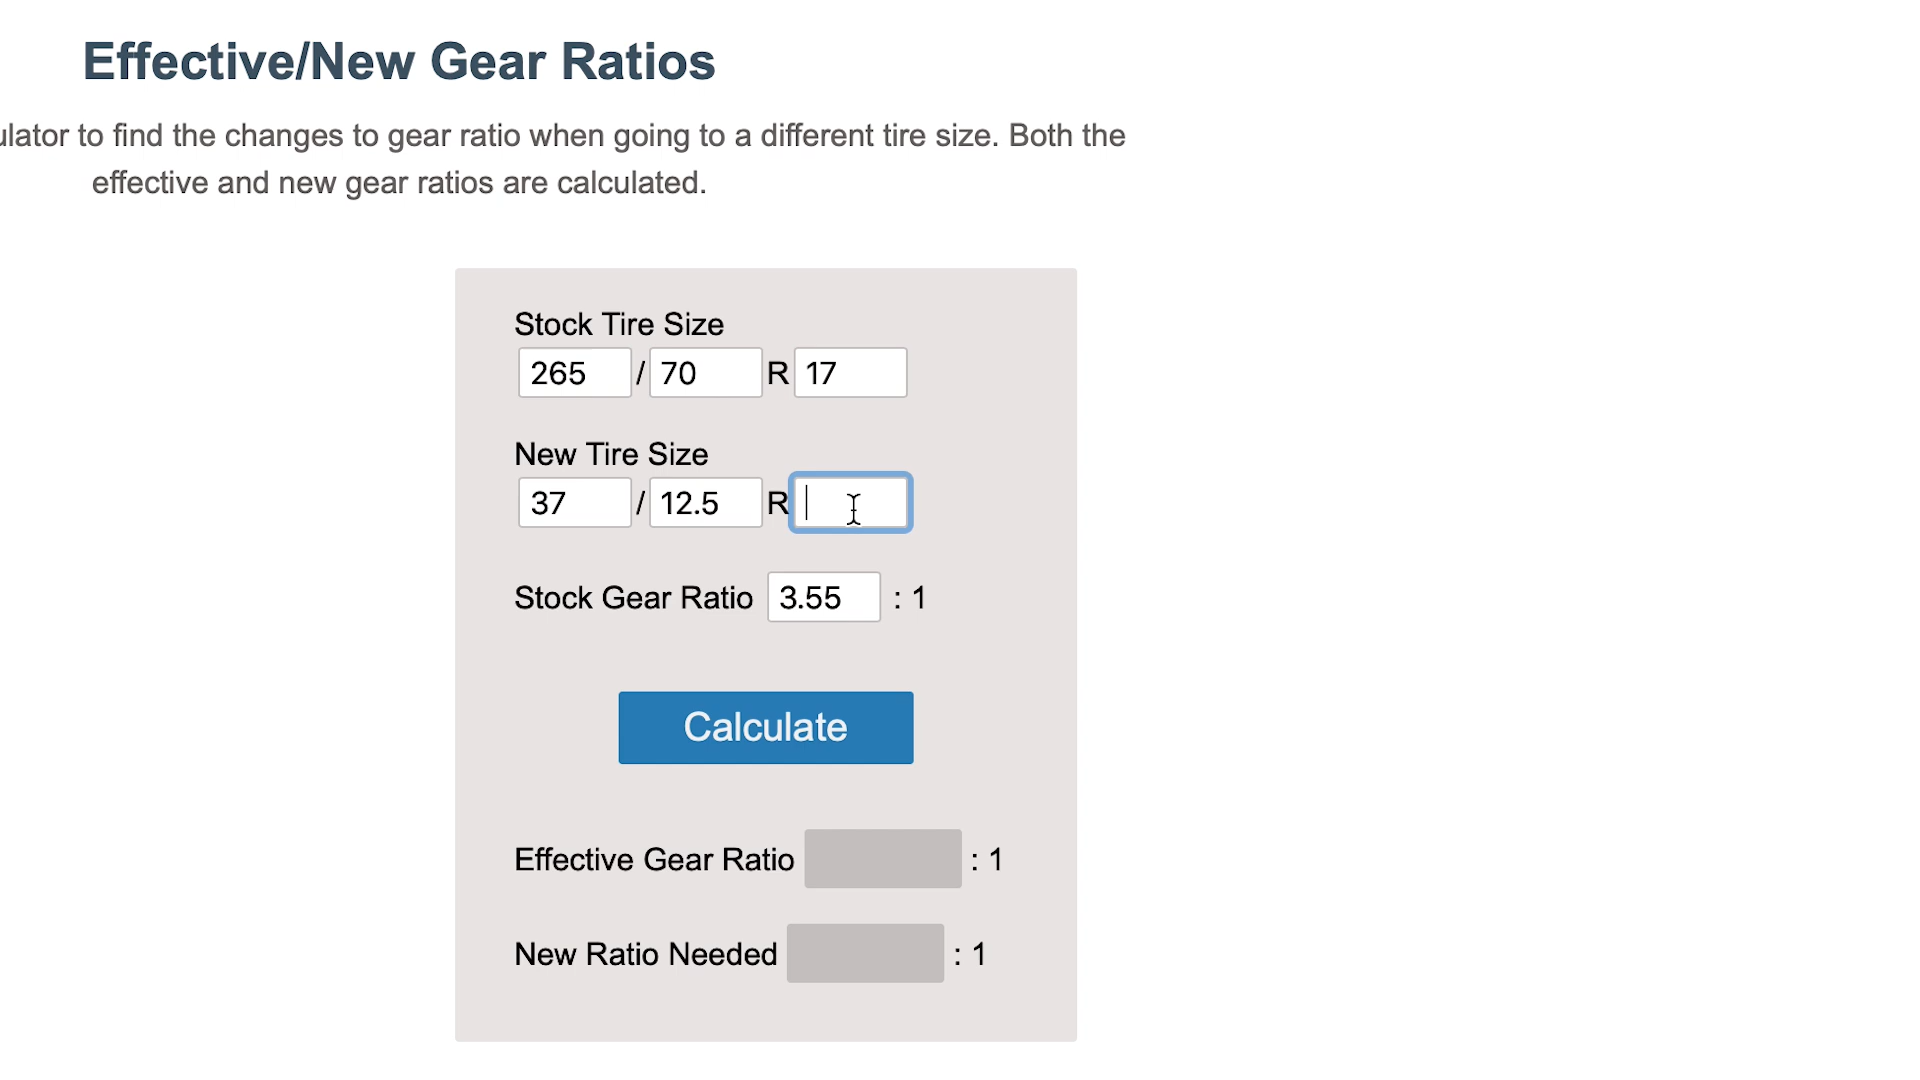 Effective/New Gear Ratios
to find the changes to gear ratio when going to a different tire size. Both the
effective and new gear ratios are calculated.
Stock Tire Size
265 / 70 R 17
New Tire Size
37 / 12.5 R
Stock Gear Ratio 3.55 : 1
Calculate
Effective Gear Ratio : 1
New Ratio Needed : 1